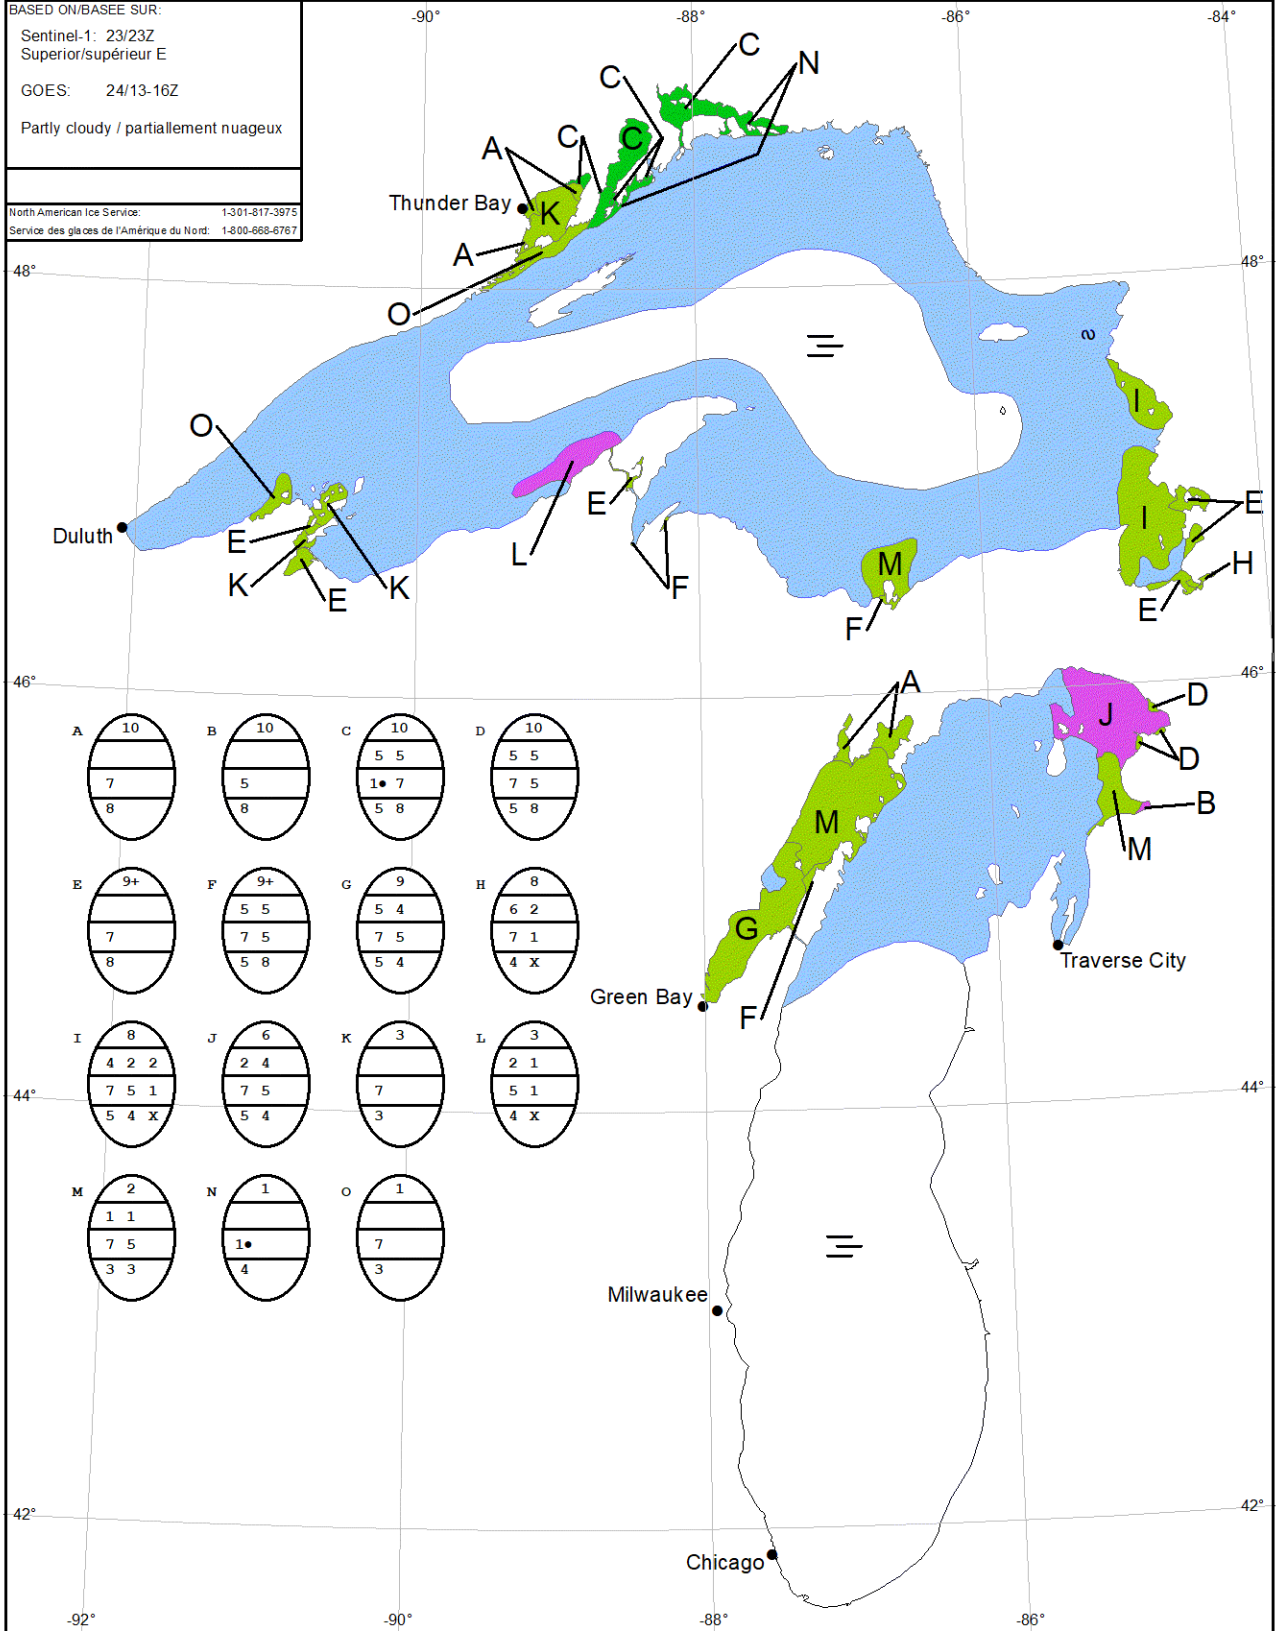 BASED ON/BASEE SUR:
Sentinel-1: 23/23Z
Superior/supérieur E
GOES: 24/13-16Z
Partly cloudy / partiallement nuageux
North American Ice Service: 1-301-817-3975
Service des glaces de l'Amérique du Nord: 1-800-668-6767
-90° -88° -86° -84°
C
N
C
C
C
A
Thunder Bay
K
A
48° 48°
O
I
O
E
E
I
Duluth
E
L
M
H
K
K
F
E
E
F
46° 46°
A
D
J
D
B
M
M
G
Traverse City
Green Bay
F
44° 44°
Milwaukee
42° 42°
Chicago
-92° -90° -88° -86°
A
10
7
8
B
10
5
8
C
10
5 5
1• 7
5 8
D
10
5 5
7 5
5 8
E
9+
7
8
F
9+
5 5
7 5
5 8
G
9
5 4
7 5
5 4
H
8
6 2
7 1
4 X
I
8
4 2 2
7 5 1
5 4 X
J
6
2 4
7 5
5 4
K
3
7
3
L
3
2 1
5 1
4 X
M
2
1 1
7 5
3 3
N
1
1•
4
O
1
7
3